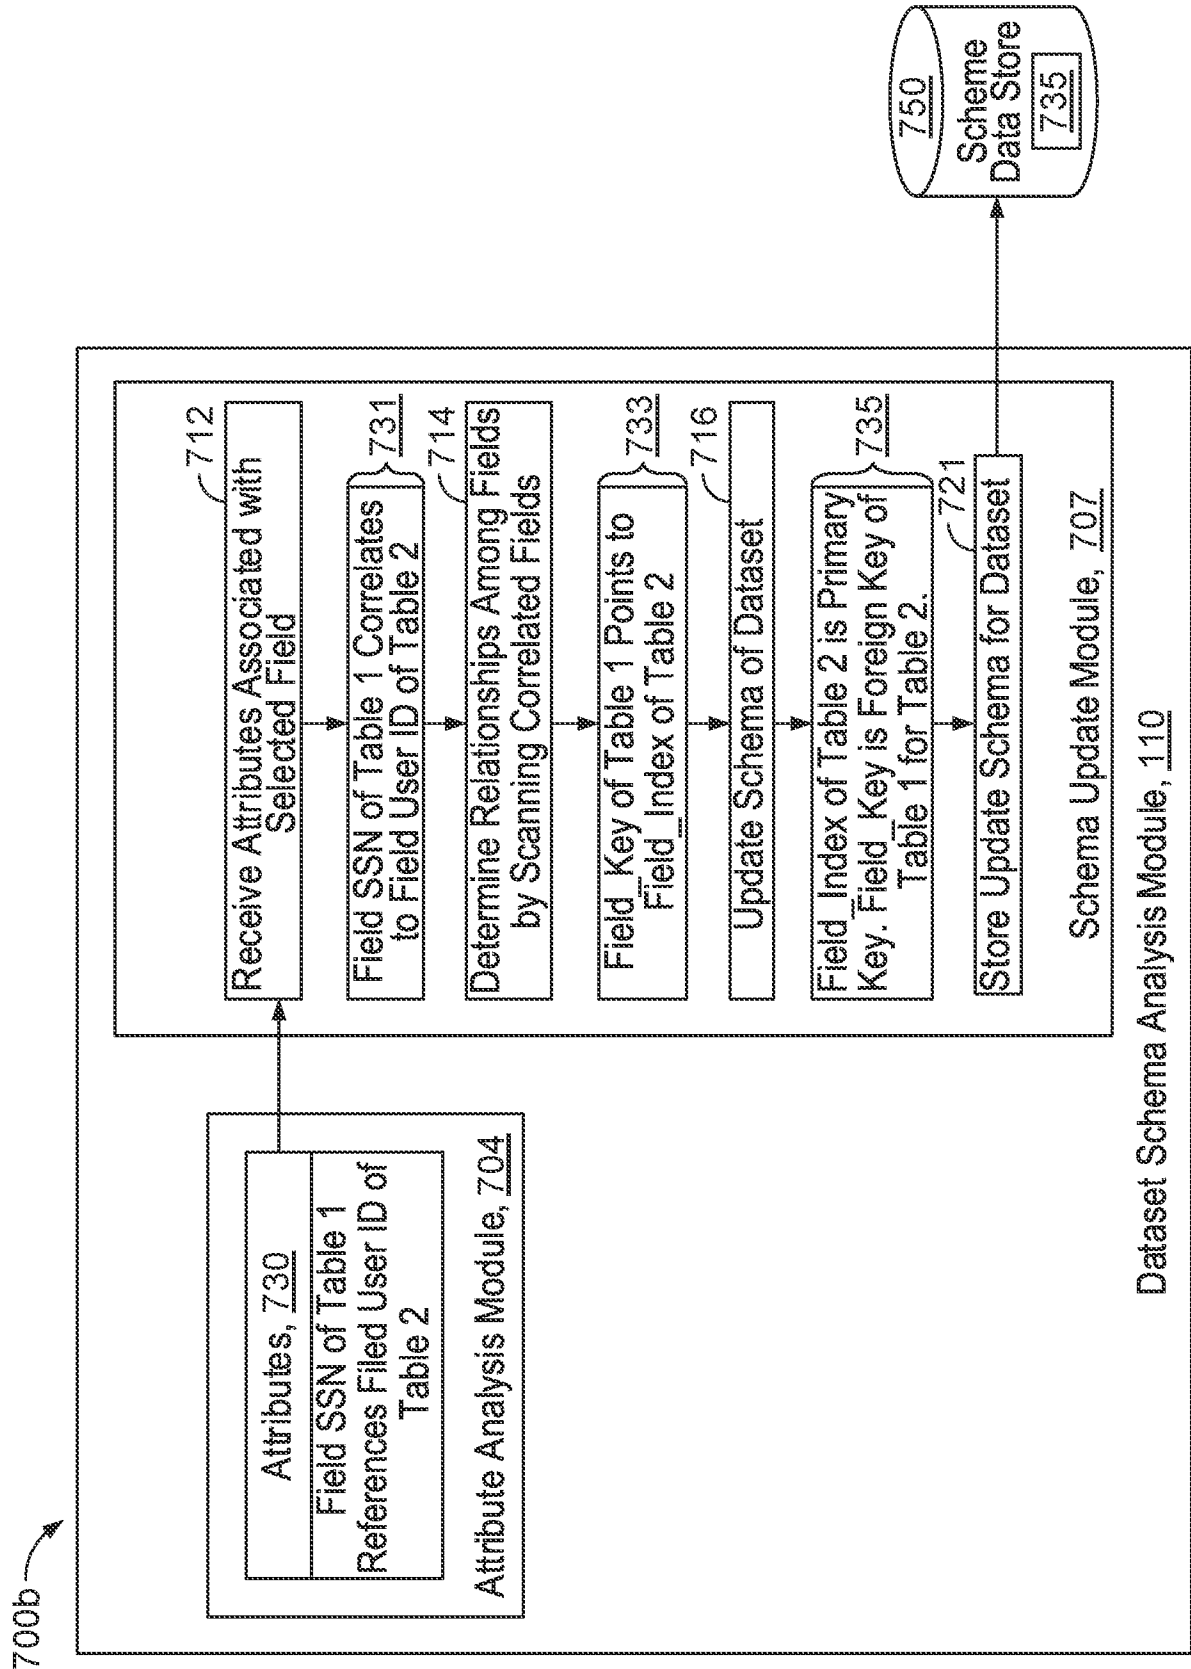 700b
Attributes, 730
Field SSN of Table 1
References Filed User ID of
Table 2
Attribute Analysis Module, 704
712
Receive Attributes Associated with
Selected Field
Field SSN of Table 1 Correlates
to Field User ID of Table 2
731
714
Determine Relationships Among Fields
by Scanning Correlated Fields
Field_Key of Table 1 Points to
Field_Index of Table 2
733
716
Update Schema of Dataset
Field_Index of Table 2 is Primary
Key. Field_Key is Foreign Key of
Table 1 for Table 2.
735
721
Store Update Schema for Dataset
Schema Update Module, 707
Dataset Schema Analysis Module, 110
750
Scheme
Data Store
735